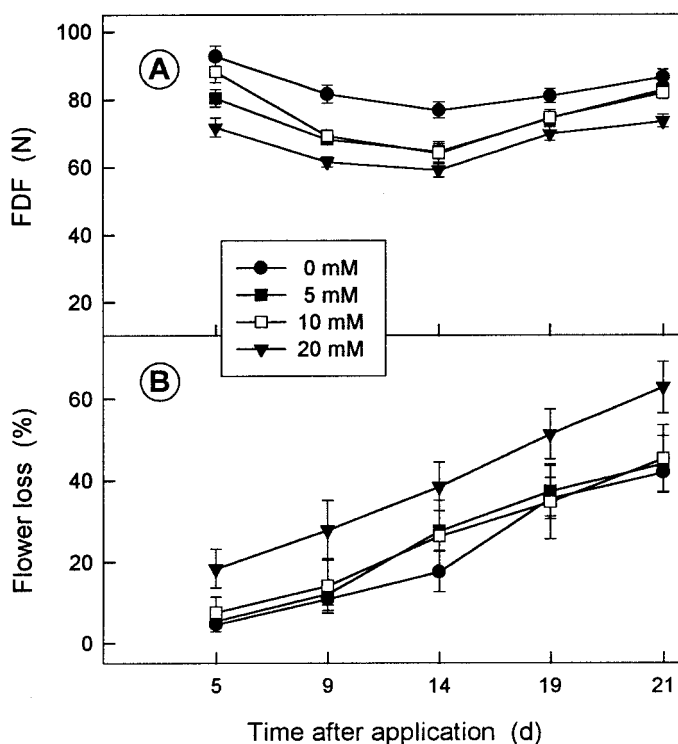 A
FDF (N)
100
80
60
40
20
0 mM
5 mM
10 mM
20 mM
B
Flower loss (%)
60
40
20
0
5 9 14 19 21
Time after application (d)